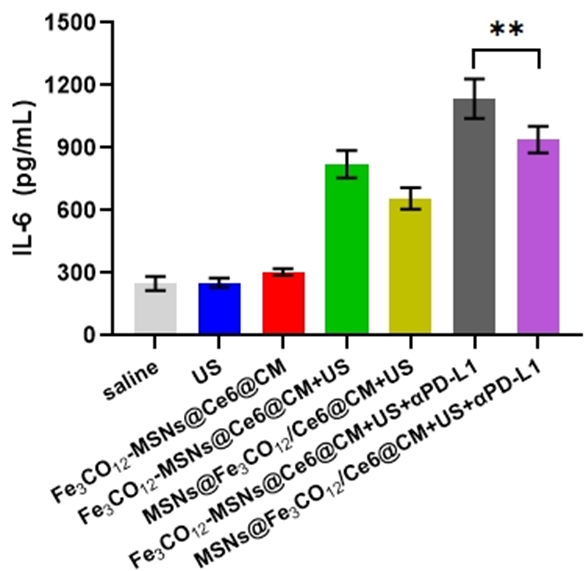 IL-6 (pg/mL)
1500
1200
900
600
300
0
**
saline
US
Fe₃CO₁₂-MSNs@Ce6@CM
Fe₃CO₁₂-MSNs@Ce6@CM+US
MSNs@Fe₃CO₁₂/Ce6@CM+US
Fe₃CO₁₂-MSNs@Ce6@CM+US+αPD-L1
MSNs@Fe₃CO₁₂/Ce6@CM+US+αPD-L1